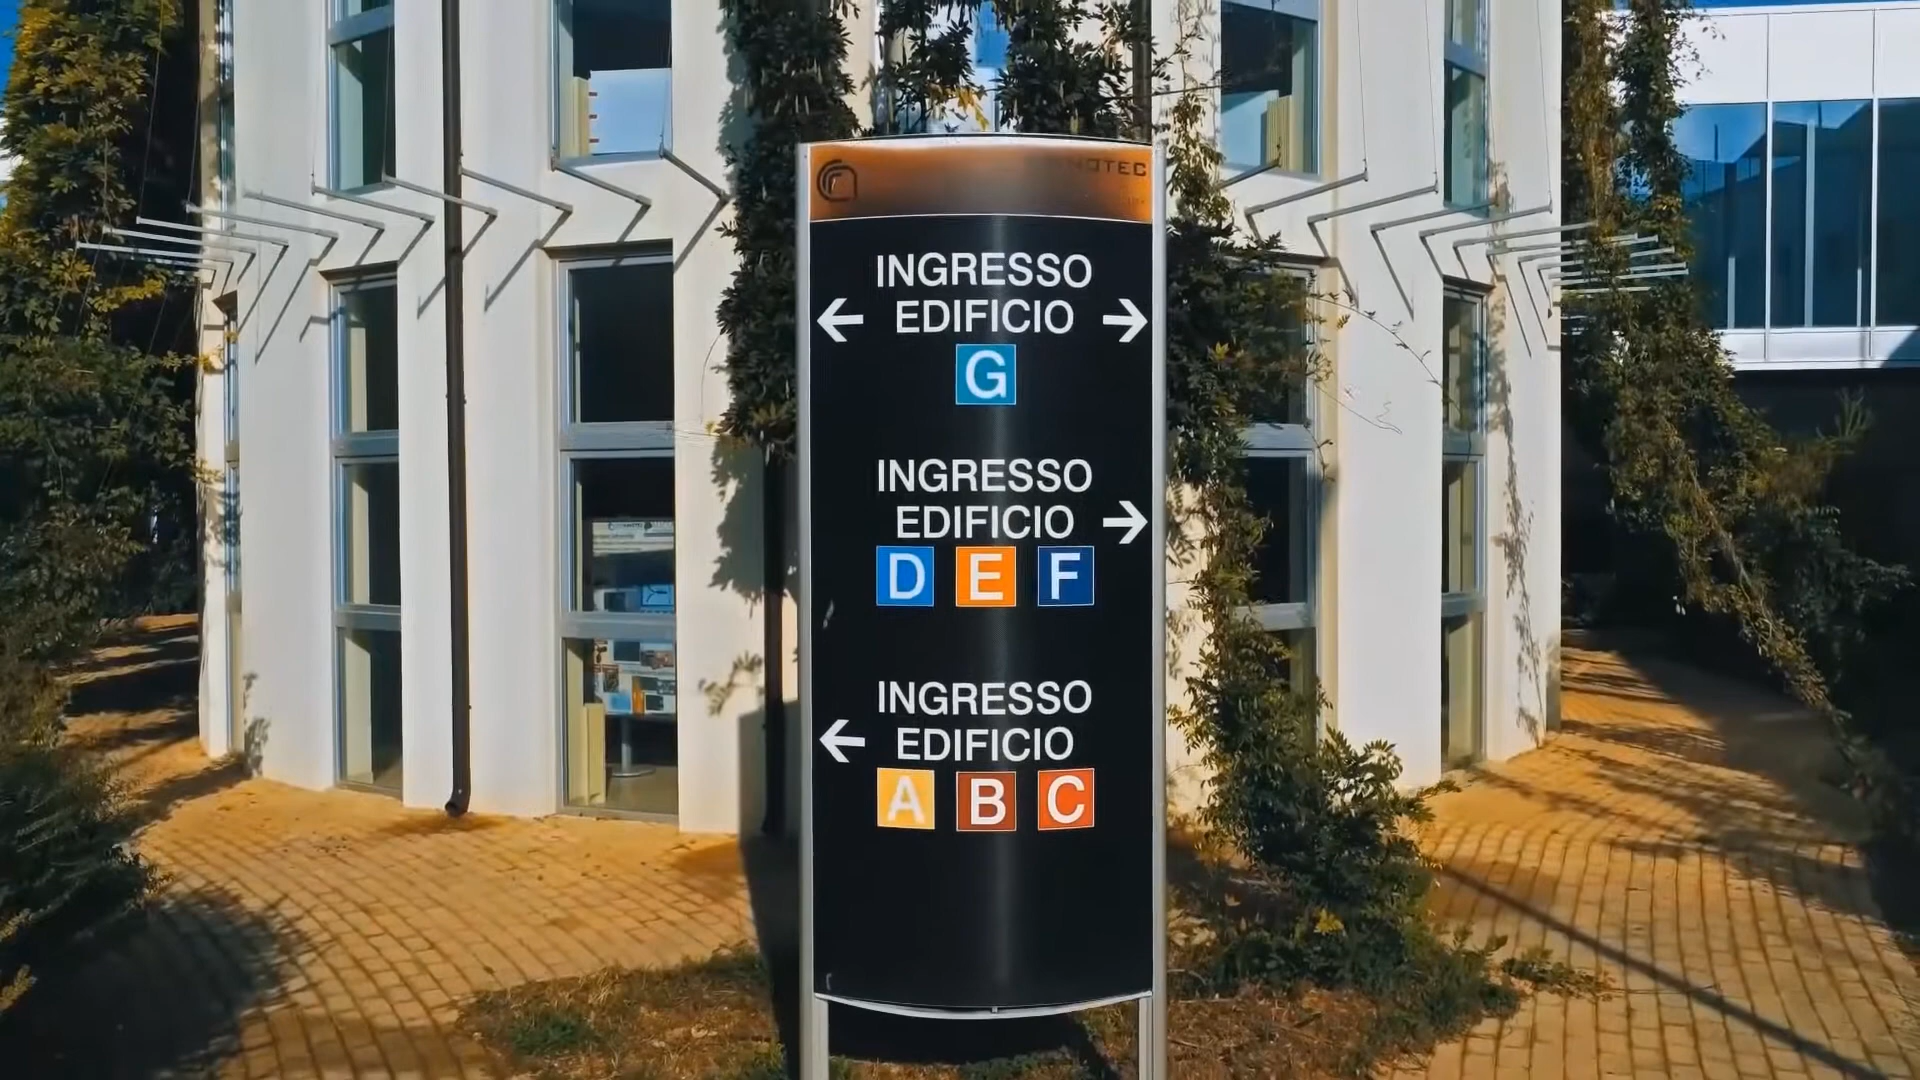 INGRESSO
← EDIFICIO →
G
INGRESSO
EDIFICIO →
D E F
INGRESSO
← EDIFICIO
A B C